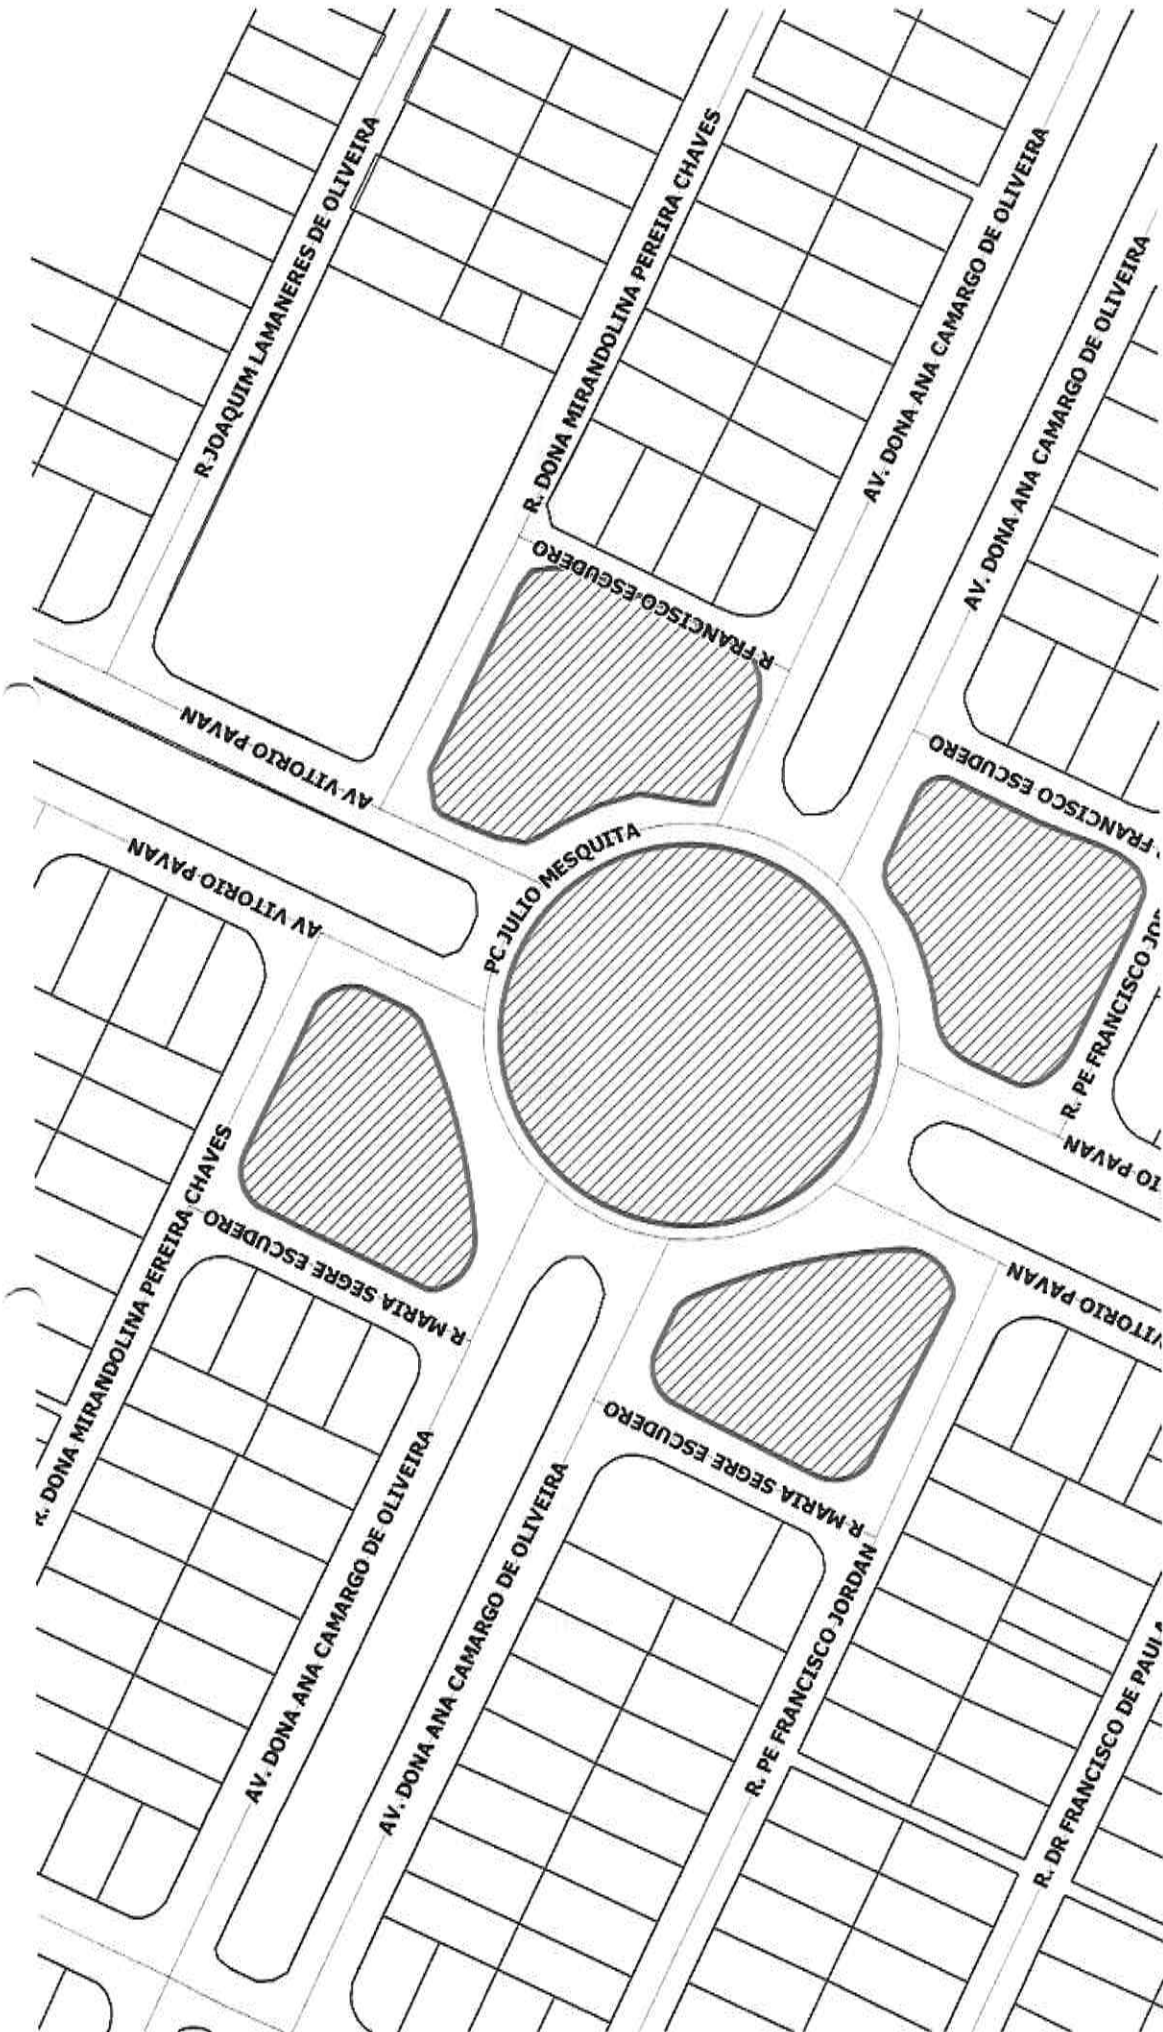 R JOAQUIM LAMANERES DE OLIVEIRA
R. DONA MIRANDOLINA PEREIRA CHAVES
AV. DONA ANA CAMARGO DE OLIVEIRA
AV. DONA ANA CAMARGO DE OLIVEIRA
R FRANCISCO ESCUDERO
FRANCISCO ESCUDERO
AV VITORIO PAVAN
AV VITORIO PAVAN
PC JULIO MESQUITA
R. PE FRANCISCO JOR
IO PAVAN
VITORIO PAVAN
R. DONA MIRANDOLINA PEREIRA CHAVES
R MARIA SEGRE ESCUDERO
R MARIA SEGRE ESCUDERO
AV. DONA ANA CAMARGO DE OLIVEIRA
AV. DONA ANA CAMARGO DE OLIVEIRA
R. PE FRANCISCO JORDAN
R. DR FRANCISCO DE PAULA